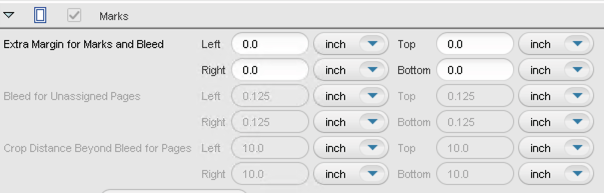 Marks
Extra Margin for Marks and Bleed Left 0.0 inch Top 0.0 inch
Right 0.0 inch Bottom 0.0 inch
Bleed for Unassigned Pages Left 0.125 inch Top 0.125 inch
Right 0.125 inch Bottom 0.125 inch
Crop Distance Beyond Bleed for Pages Left 10.0 inch Top 10.0 inch
Right 10.0 inch Bottom 10.0 inch